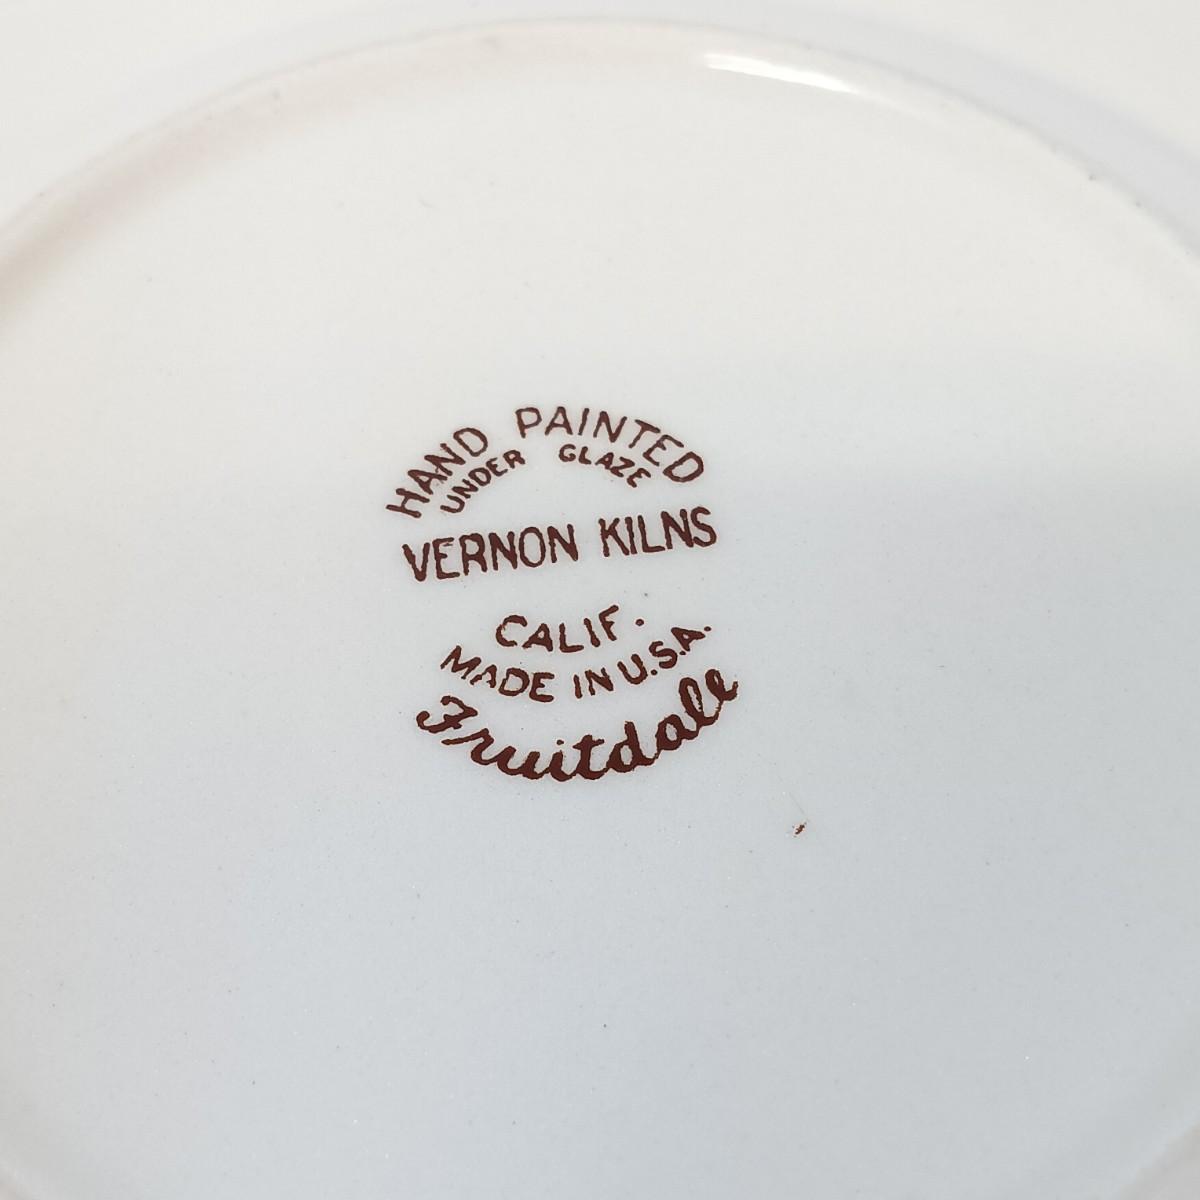 HAND PAINTED
UNDER GLAZE
VERNON KILNS
CALIF.
MADE IN U.S.A.
Fruitdale